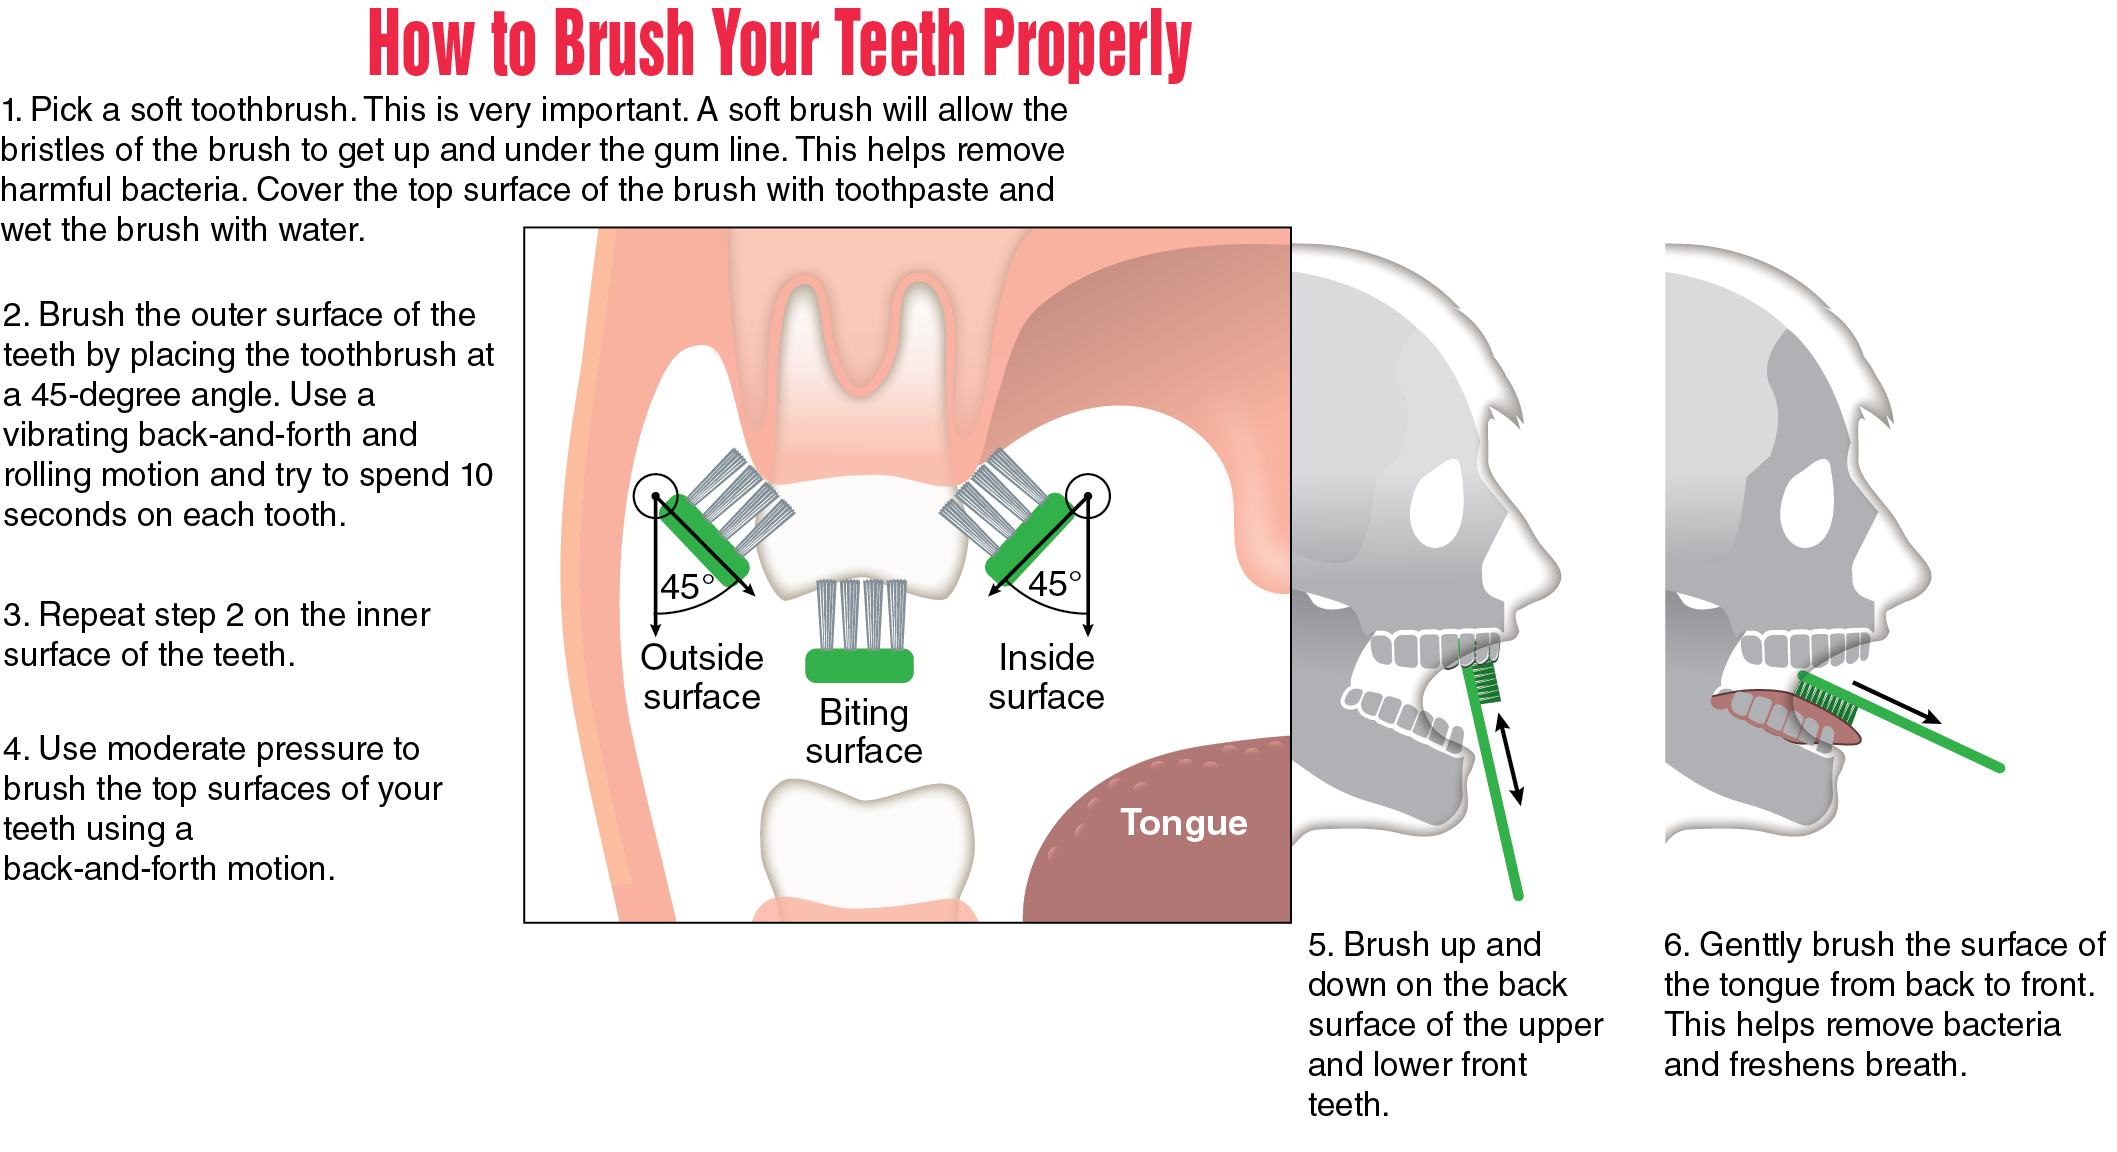 How to Brush Your Teeth Properly
1. Pick a soft toothbrush. This is very important. A soft brush will allow the
bristles of the brush to get up and under the gum line. This helps remove
harmful bacteria. Cover the top surface of the brush with toothpaste and
wet the brush with water.
2. Brush the outer surface of the
teeth by placing the toothbrush at
a 45-degree angle. Use a
vibrating back-and-forth and
rolling motion and try to spend 10
seconds on each tooth.
3. Repeat step 2 on the inner
surface of the teeth.
4. Use moderate pressure to
brush the top surfaces of your
teeth using a
back-and-forth motion.
45°
Outside
surface
Biting
surface
45°
Inside
surface
Tongue
5. Brush up and
down on the back
surface of the upper
and lower front
teeth.
6. Genttly brush the surface of
the tongue from back to front.
This helps remove bacteria
and freshens breath.